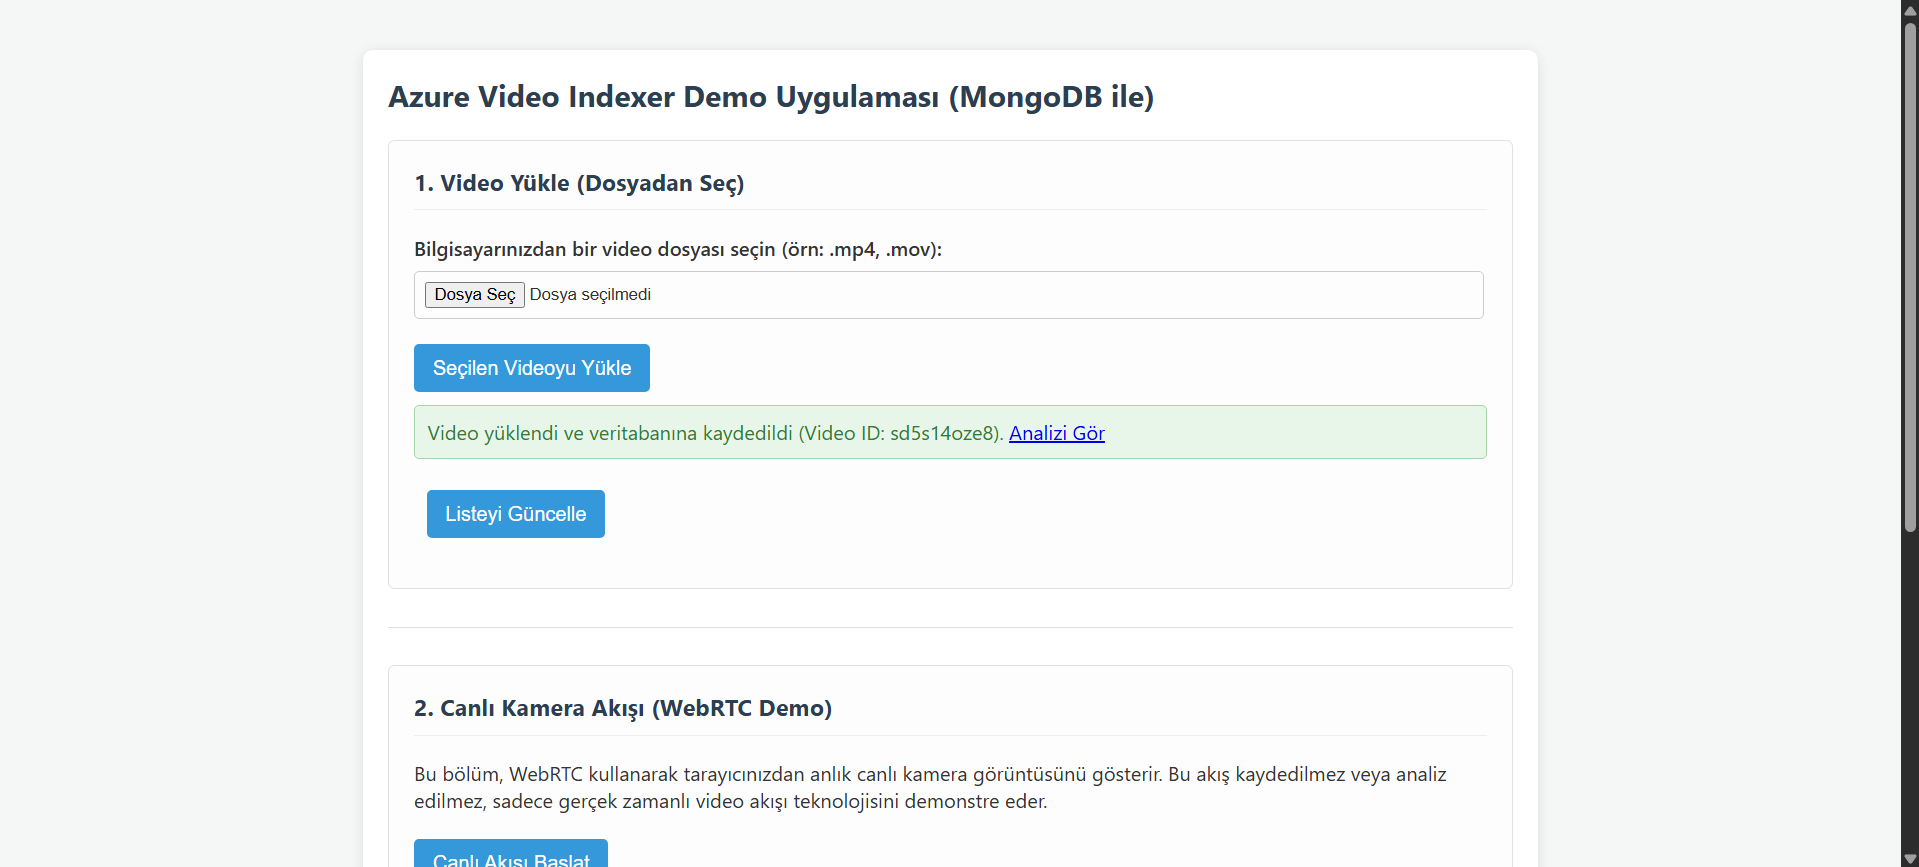 Azure Video Indexer Demo Uygulaması (MongoDB ile)
1. Video Yükle (Dosyadan Seç)
Bilgisayarınızdan bir video dosyası seçin (örn: .mp4, .mov):
Dosya Seç Dosya seçilmedi
Seçilen Videoyu Yükle
Video yüklendi ve veritabanına kaydedildi (Video ID: sd5s14oze8). Analizi Gör
Listeyi Güncelle
2. Canlı Kamera Akışı (WebRTC Demo)
Bu bölüm, WebRTC kullanarak tarayıcınızdan anlık canlı kamera görüntüsünü gösterir. Bu akış kaydedilmez veya analiz
edilmez, sadece gerçek zamanlı video akışı teknolojisini demonstre eder.
Canlı Akışı Başlat